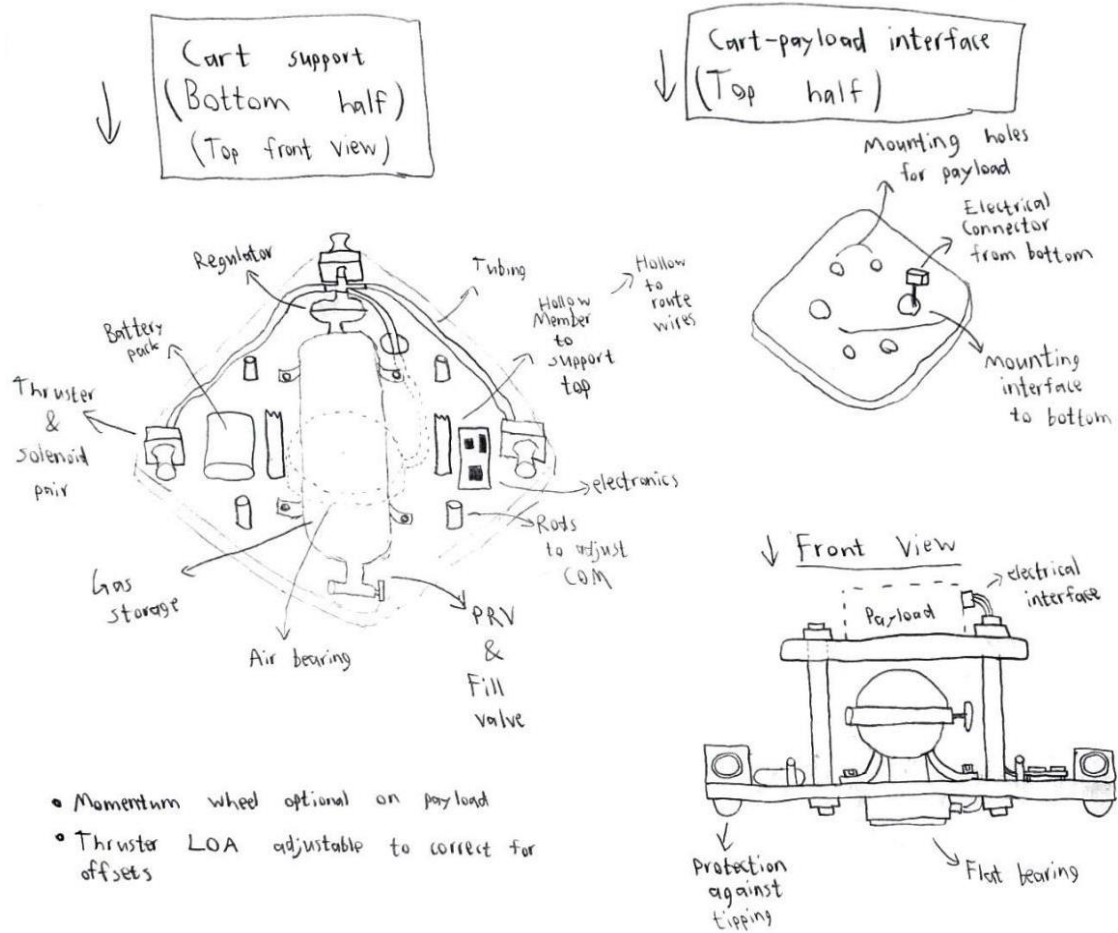 Cart support
(Bottom half)
(Top front view)
Regulator
Tubing
Hollow
Member
to
support
top
Hollow
to
route
wires
Battery
pack
Thruster
&
solenoid
pair
electronics
Rods
to adjust
COM
Gas
storage
Air bearing
PRV
&
Fill
valve
• Momentum wheel optional on payload
• Thruster LOA adjustable to correct for
offsets
Cart-payload interface
(Top half)
Mounting holes
for payload
Electrical
Connector
from bottom
Mounting
interface
to bottom
Front View
electrical
interface
Payload
Protection
against
tipping
Flat bearing